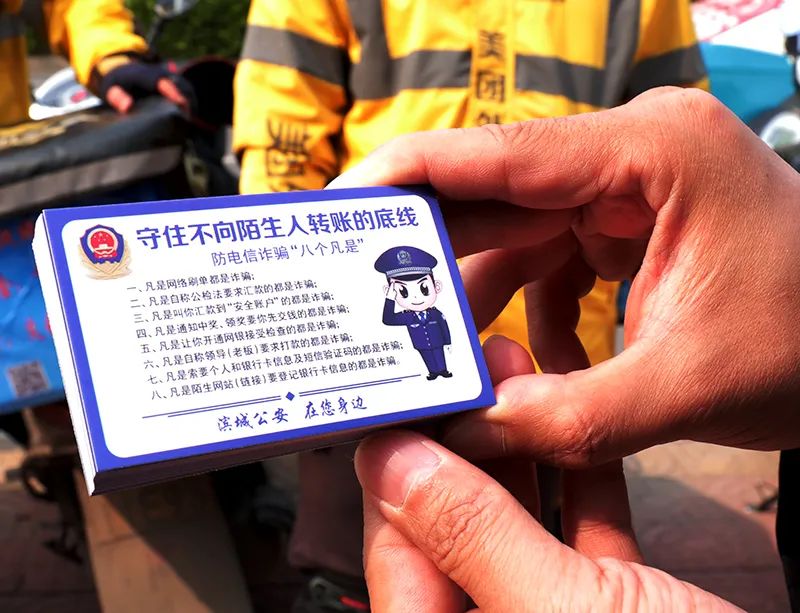 美团外
守住不向陌生人转账的底线
防电信诈骗“八个凡是”
一、凡是网络刷单都是诈骗;
二、凡是自称公检法要求汇款的都是诈骗;
三、凡是叫你汇款到“安全账户”的都是诈骗;
四、凡是通知中奖、领奖要你先交钱的都是诈骗;
五、凡是让你开通网银接受检查的都是诈骗;
六、凡是自称领导(老板)要求打款的都是诈骗;
七、凡是索要个人和银行卡信息及短信验证码的都是诈骗;
八、凡是陌生网站(链接)要登记银行卡信息的都是诈骗。
滨城公安 在您身边